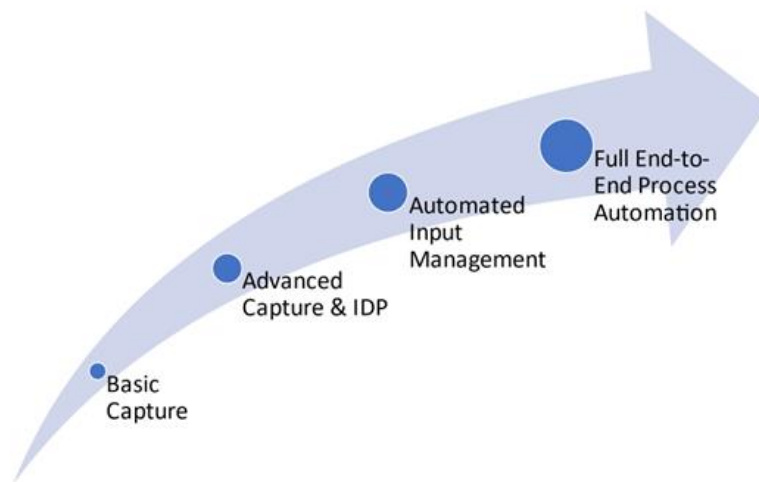 Basic
Capture
Advanced
Capture & IDP
Automated
Input
Management
Full End-to-
End Process
Automation